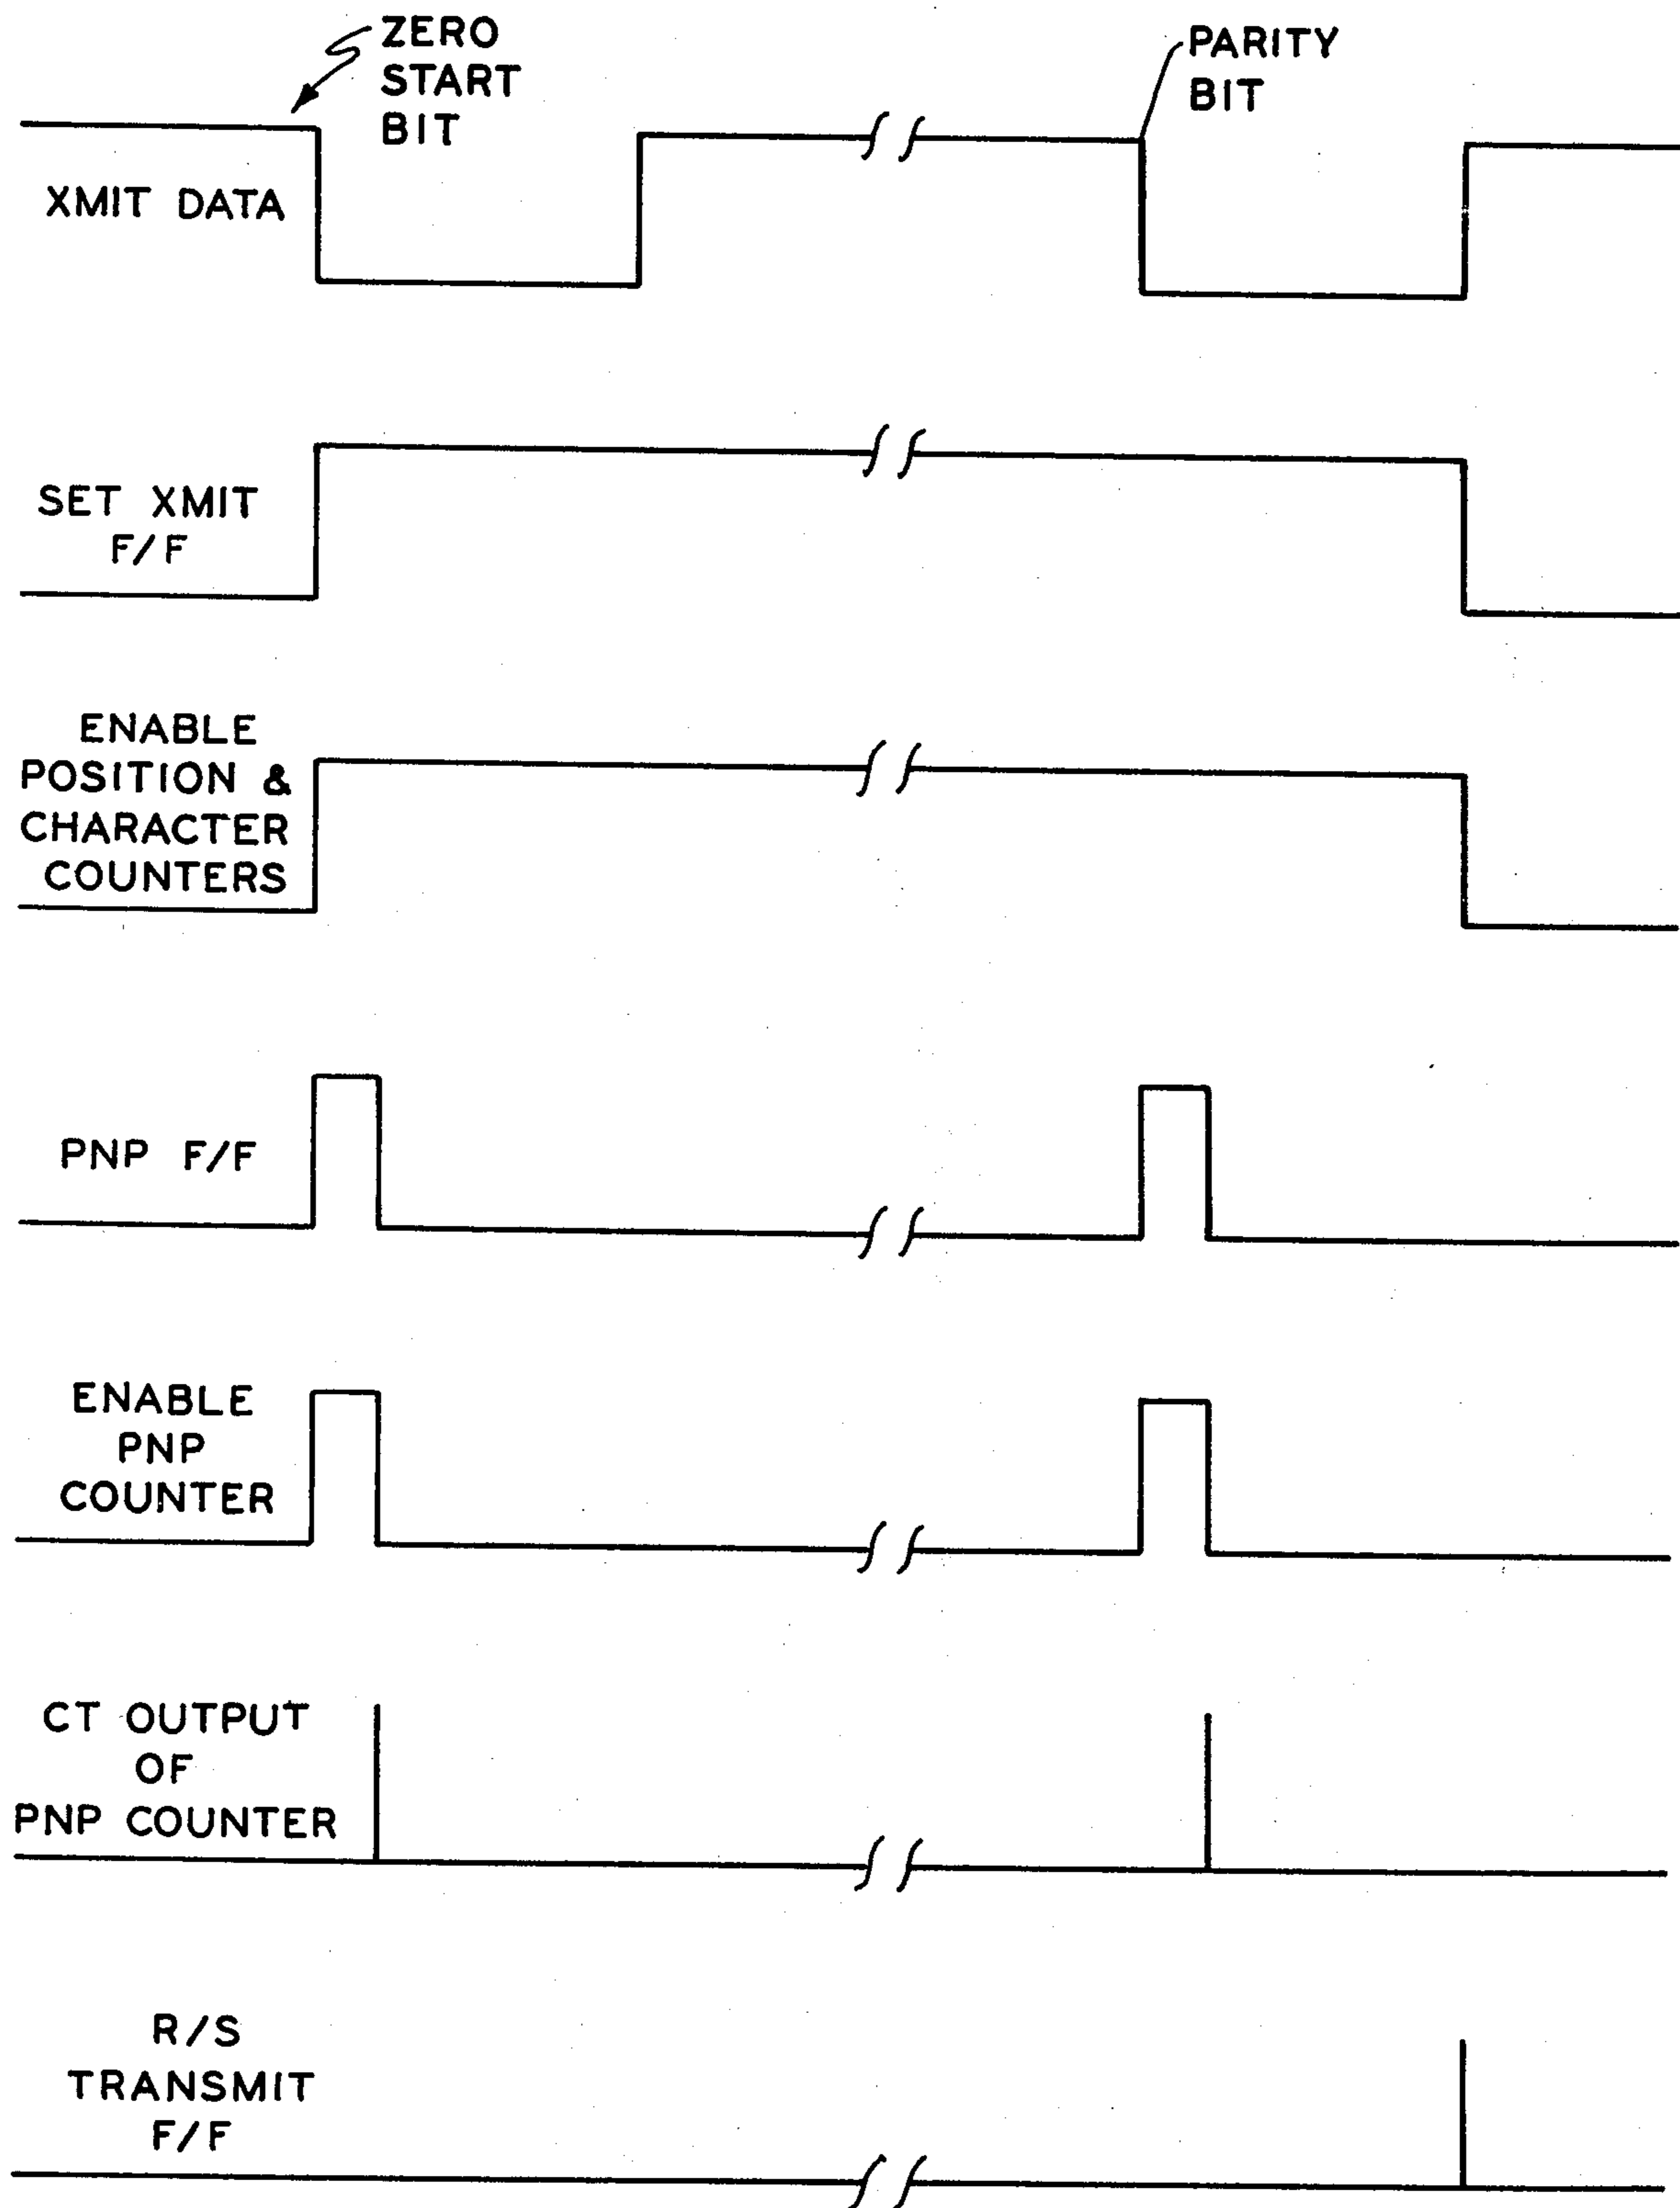 ZERO
START
BIT
PARITY
BIT
XMIT DATA
SET XMIT
F/F
ENABLE
POSITION &
CHARACTER
COUNTERS
PNP F/F
ENABLE
PNP
COUNTER
CT OUTPUT
OF
PNP COUNTER
R/S
TRANSMIT
F/F